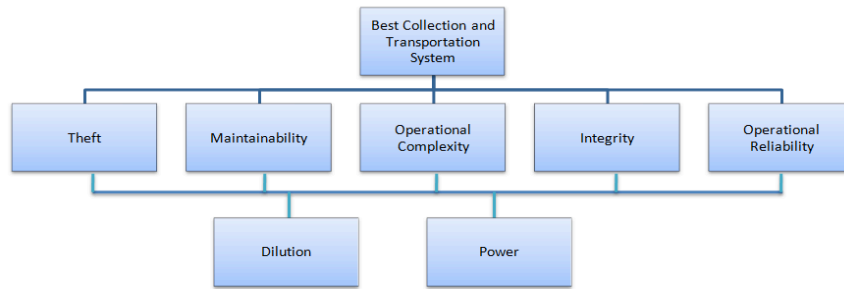 Best Collection and
Transportation
System
Theft
Maintainability
Operational
Complexity
Integrity
Operational
Reliability
Dilution
Power